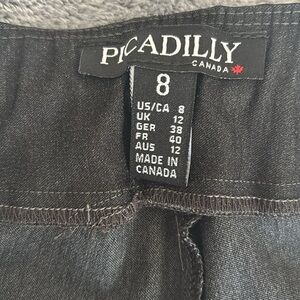 PICADILLY
CANADA
8
US/CA 8
UK 12
GER 38
FR 40
AUS 12
MADE IN
CANADA